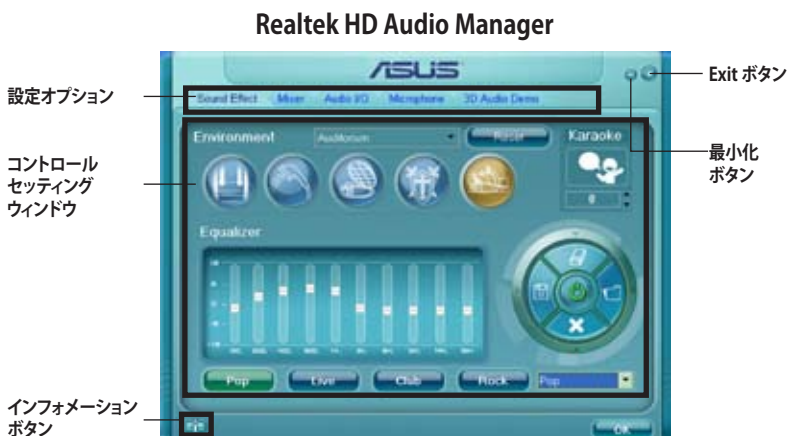 Realtek HD Audio Manager
ASUS
Exit ボタン
設定オプション
Sound Effect Mixer Audio I/O Microphone 3D Audio Demo
Environment Auditorium Reset Karaoke
最小化
ボタン
コントロール
セッティング
ウィンドウ
0
Equalizer
Pop Live Club Rock Pop
インフォメーション
ボタン
OK